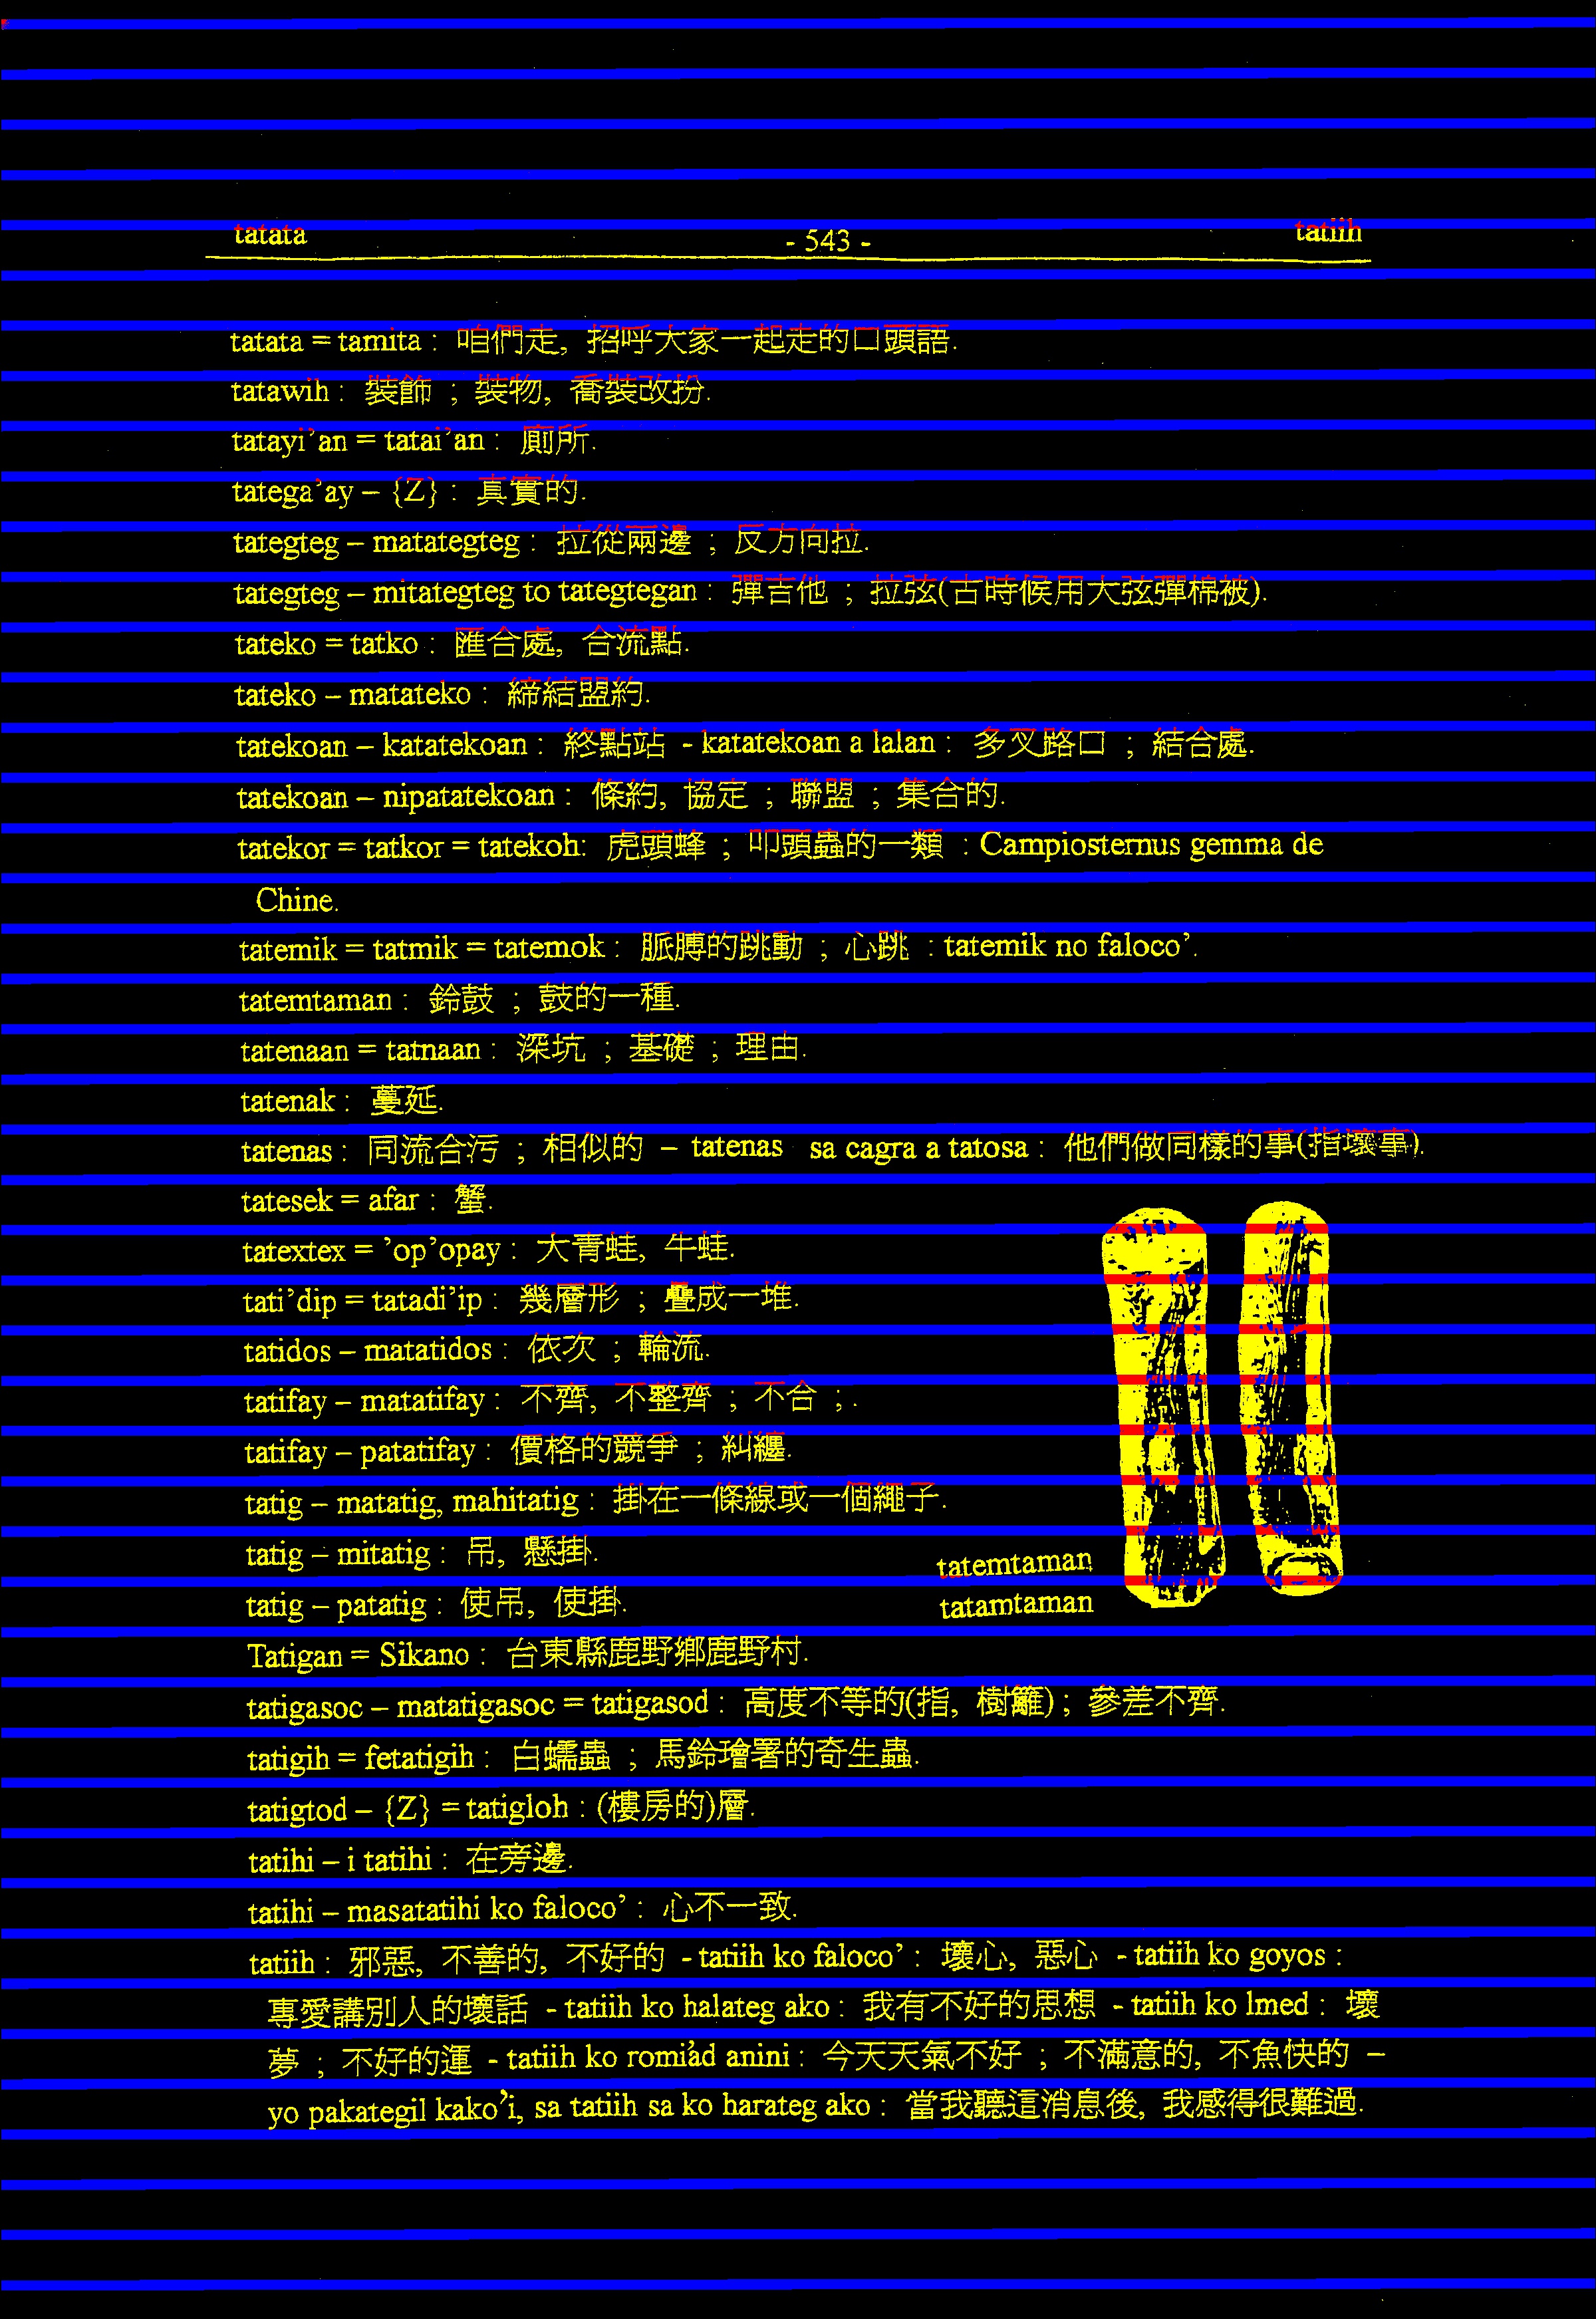 tatata - 543 - tatiih
tatata = tamita : 咱們走, 招呼大家一起走的口頭語.
tatawih : 裝飾 ; 裝物, 喬裝改扮.
tatayi’an = tatai’an : 廁所.
tatega’ay – {Z} : 真實的.
tategteg – matategteg : 拉從兩邊 ; 反方向拉.
tategteg – mitategteg to tategtegan : 彈吉他 ; 拉弦(古時候用大弦彈棉被).
tateko = tatko : 匯合處, 合流點.
tateko – matateko : 締結盟約.
tatekoan – katatekoan : 終點站 - katatekoan a lalan : 多叉路口 ; 結合處.
tatekoan – nipatatekoan : 條約, 協定 ; 聯盟 ; 集合的.
tatekor = tatkor = tatekoh: 虎頭蜂 ; 叩頭蟲的一類 : Campiosternus gemma de
Chine.
tatemik = tatmik = tatemok : 脈膊的跳動 ; 心跳 : tatemik no faloco’.
tatemtaman : 鈴鼓 ; 鼓的一種.
tatenaan = tatnaan : 深坑 ; 基礎 ; 理由.
tatenak : 蔓延.
tatenas : 同流合污 ; 相似的 – tatenas sa cagra a tatosa : 他們做同樣的事(指壞事).
tatesek = afar : 蟹.
tatextex = ’op’opay : 大青蛙, 牛蛙.
tati’dip = tatadi’ip : 幾層形 ; 疊成一堆.
tatidos – matatidos : 依次 ; 輪流.
tatifay – matatifay : 不齊, 不整齊 ; 不合 ; .
tatifay – patatifay : 價格的競爭 ; 糾纏.
tatig – matatig, mahitatig : 掛在一條線或一個繩子.
tatig – mitatig : 吊, 懸掛.
tatemtaman
tatig – patatig : 使吊, 使掛.
tatamtaman
Tatigan = Sikano : 台東縣鹿野鄉鹿野村.
tatigasoc – matatigasoc = tatigasod : 高度不等的(指, 樹籬) ; 參差不齊.
tatigih = fetatigih : 白蠕蟲 ; 馬鈴璯署的奇生蟲.
tatigtod – {Z} = tatigloh : (樓房的)層.
tatihi – i tatihi : 在旁邊.
tatihi – masatatihi ko faloco’ : 心不一致.
tatiih : 邪惡, 不善的, 不好的 - tatiih ko faloco’ : 壞心, 惡心 - tatiih ko goyos :
專愛講別人的壞話 - tatiih ko halateg ako : 我有不好的思想 - tatiih ko lmed : 壞
夢 ; 不好的運 - tatiih ko romi’ad anini : 今天天氣不好 ; 不滿意的, 不魚快的 –
yo pakategil kako’i, sa tatiih sa ko harateg ako : 當我聽這消息後, 我感得很難過.